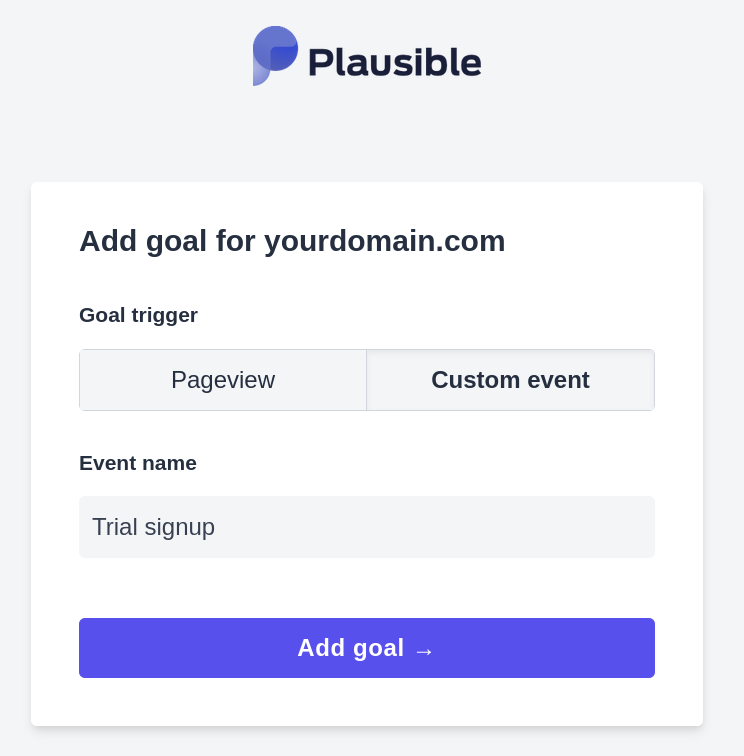 Plausible
Add goal for yourdomain.com
Goal trigger
Pageview
Custom event
Event name
Trial signup
Add goal →